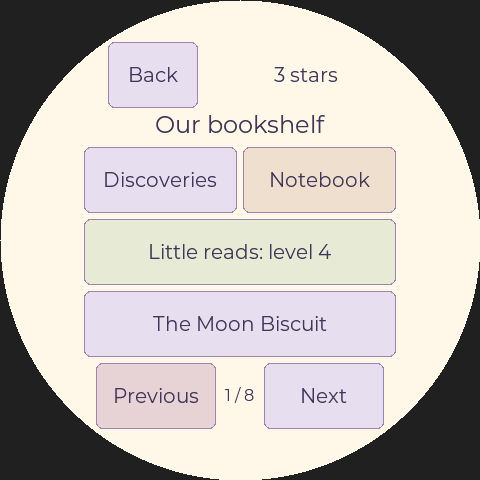 Back
3 stars
Our bookshelf
Discoveries
Notebook
Little reads: level 4
The Moon Biscuit
Previous
1 / 8
Next